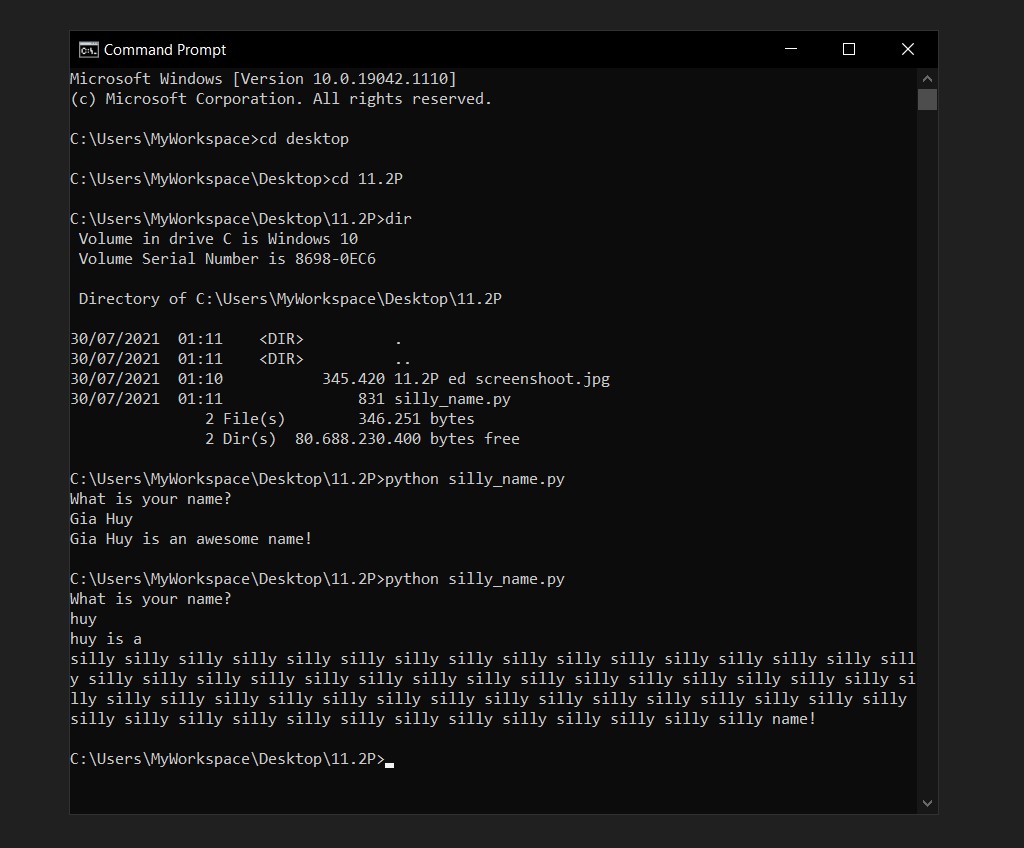 Command Prompt
Microsoft Windows [Version 10.0.19042.1110]
(c) Microsoft Corporation. All rights reserved.
C:\Users\MyWorkspace>cd desktop
C:\Users\MyWorkspace\Desktop>cd 11.2P
C:\Users\MyWorkspace\Desktop\11.2P>dir
Volume in drive C is Windows 10
Volume Serial Number is 8698-0EC6
Directory of C:\Users\MyWorkspace\Desktop\11.2P
30/07/2021  01:11    <DIR>          .
30/07/2021  01:11    <DIR>          ..
30/07/2021  01:10           345.420 11.2P ed screenshoot.jpg
30/07/2021  01:11               831 silly_name.py
2 File(s)        346.251 bytes
2 Dir(s)  80.688.230.400 bytes free
C:\Users\MyWorkspace\Desktop\11.2P>python silly_name.py
What is your name?
Gia Huy
Gia Huy is an awesome name!
C:\Users\MyWorkspace\Desktop\11.2P>python silly_name.py
What is your name?
huy
huy is a
silly silly silly silly silly silly silly silly silly silly silly silly silly silly silly sill
y silly silly silly silly silly silly silly silly silly silly silly silly silly silly silly si
lly silly silly silly silly silly silly silly silly silly silly silly silly silly silly silly
silly silly silly silly silly silly silly silly silly silly silly silly silly name!
C:\Users\MyWorkspace\Desktop\11.2P>